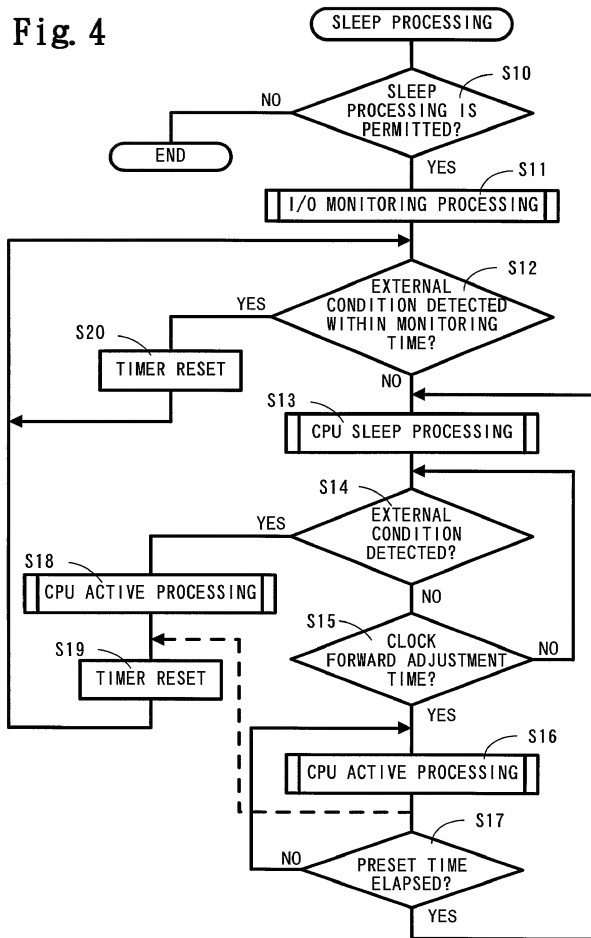 Fig. 4
SLEEP PROCESSING
S10
SLEEP
PROCESSING IS
PERMITTED?
NO
END
YES
S11
I/O MONITORING PROCESSING
S12
EXTERNAL
CONDITION DETECTED
WITHIN MONITORING
TIME?
YES
S20
TIMER RESET
NO
S13
CPU SLEEP PROCESSING
S14
EXTERNAL
CONDITION
DETECTED?
YES
S18
CPU ACTIVE PROCESSING
NO
S15
CLOCK
FORWARD ADJUSTMENT
TIME?
NO
S19
TIMER RESET
YES
S16
CPU ACTIVE PROCESSING
S17
PRESET TIME
ELAPSED?
NO
YES